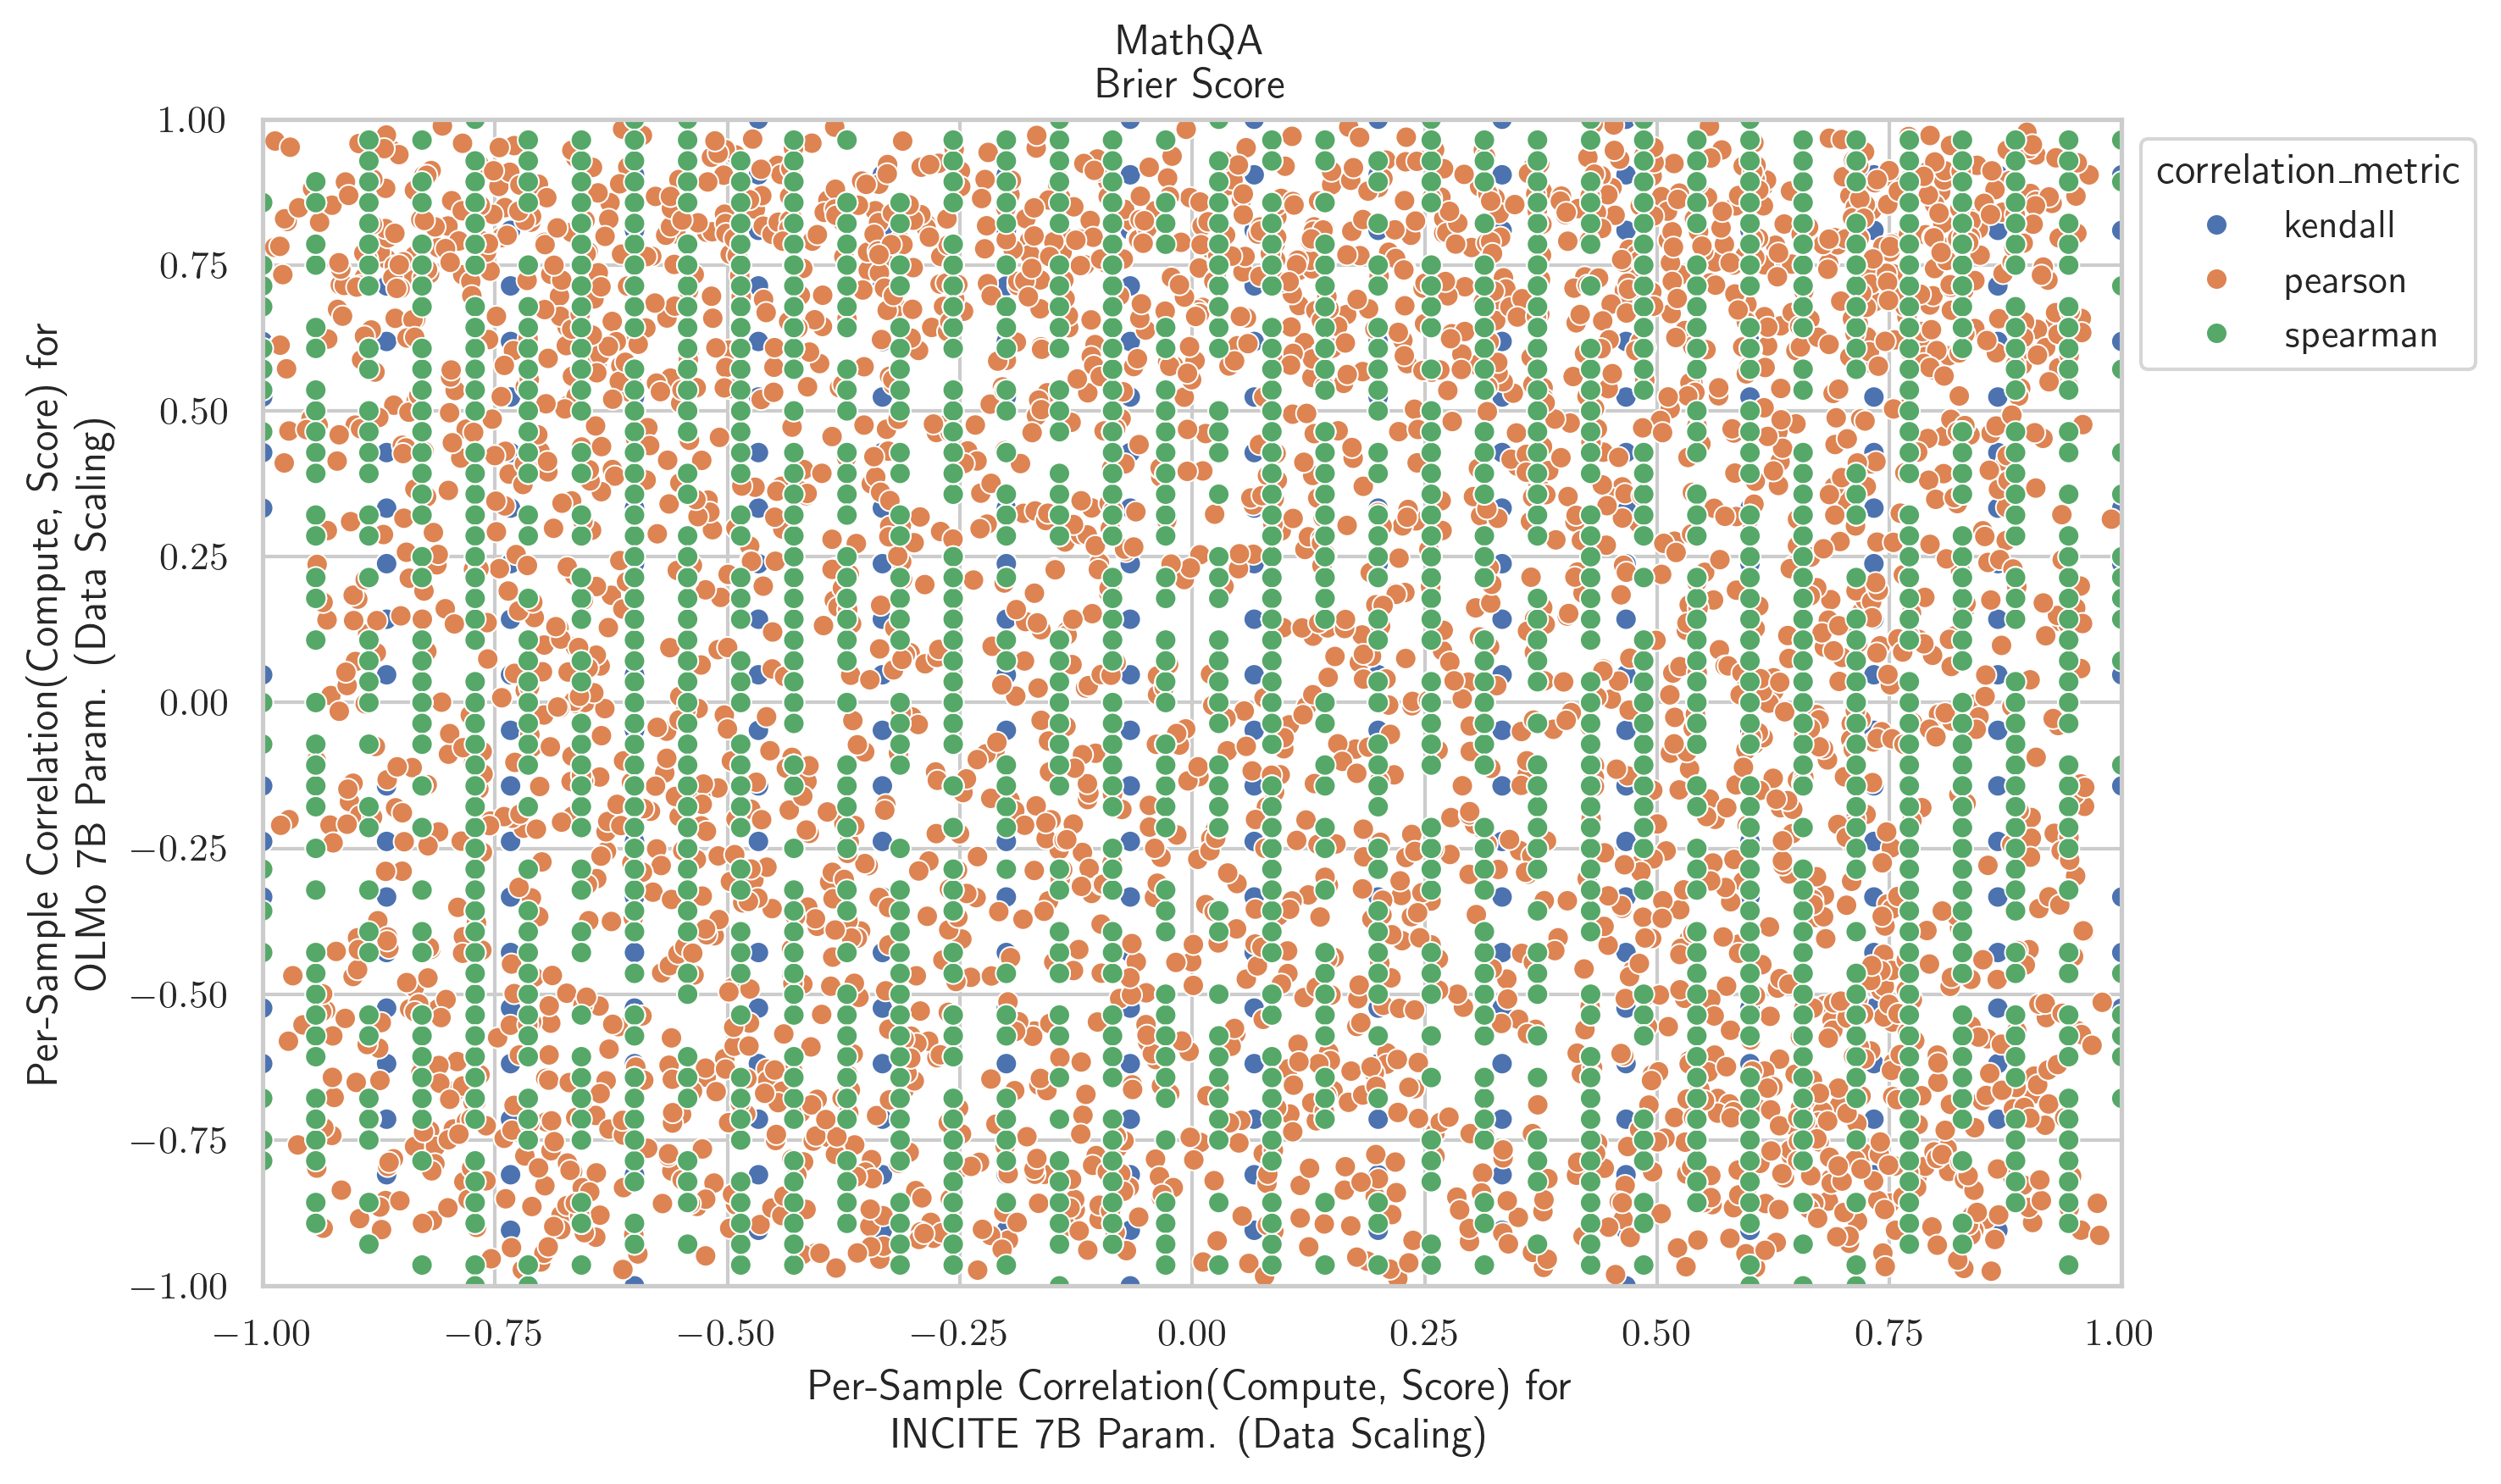 MathQA
Brier Score
Per-Sample Correlation(Compute, Score) for
OLMo 7B Param. (Data Scaling)
1.00
0.75
0.50
0.25
0.00
−0.25
−0.50
−0.75
−1.00
−1.00 −0.75 −0.50 −0.25 0.00 0.25 0.50 0.75 1.00
Per-Sample Correlation(Compute, Score) for
INCITE 7B Param. (Data Scaling)
correlation_metric
kendall
pearson
spearman